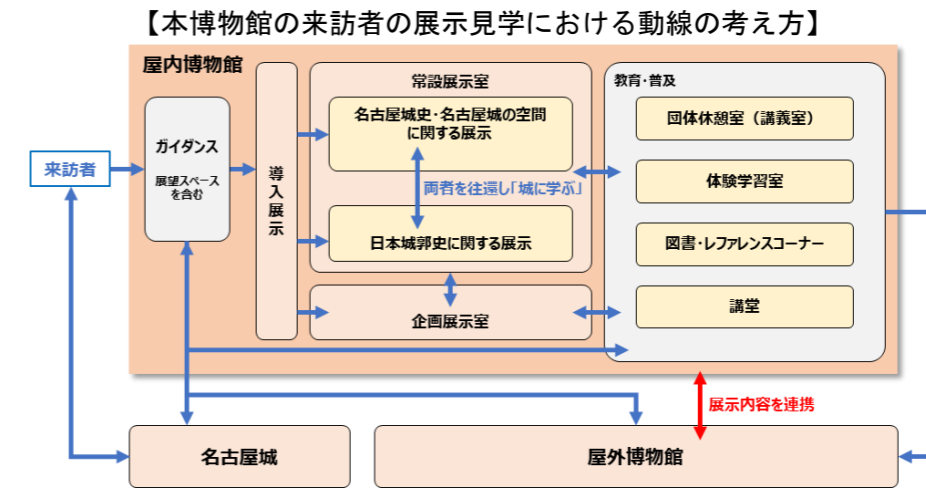 【本博物館の来訪者の展示見学における動線の考え方】
屋内博物館
来訪者
ガイダンス
展望スペース
を含む
導入展示
常設展示室
名古屋城史・名古屋城の空間
に関する展示
両者を往還し「城に学ぶ」
日本城郭史に関する展示
企画展示室
教育・普及
団体休憩室（講義室）
体験学習室
図書・レファレンスコーナー
講堂
展示内容を連携
名古屋城
屋外博物館